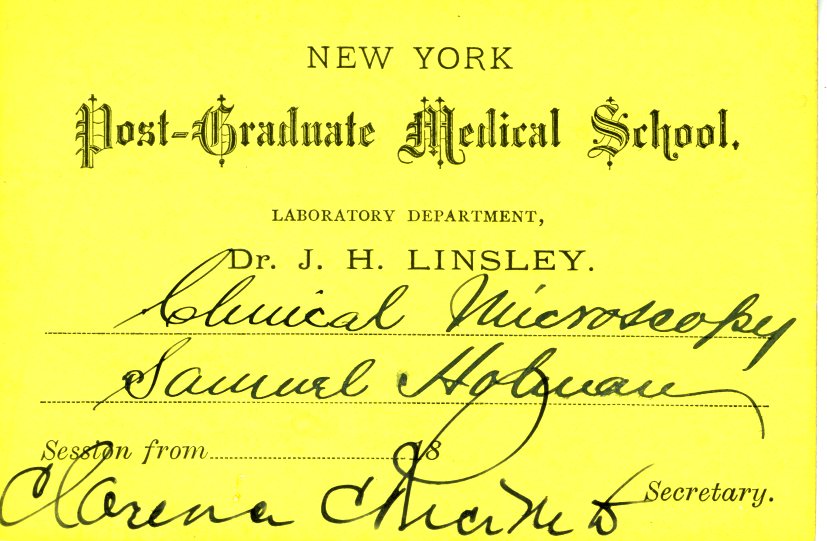 NEW YORK
Post-Graduate Medical School.
LABORATORY DEPARTMENT,
Dr. J. H. LINSLEY.
Clinical Microscopy
Samuel Holman
Session from 18
Secretary.